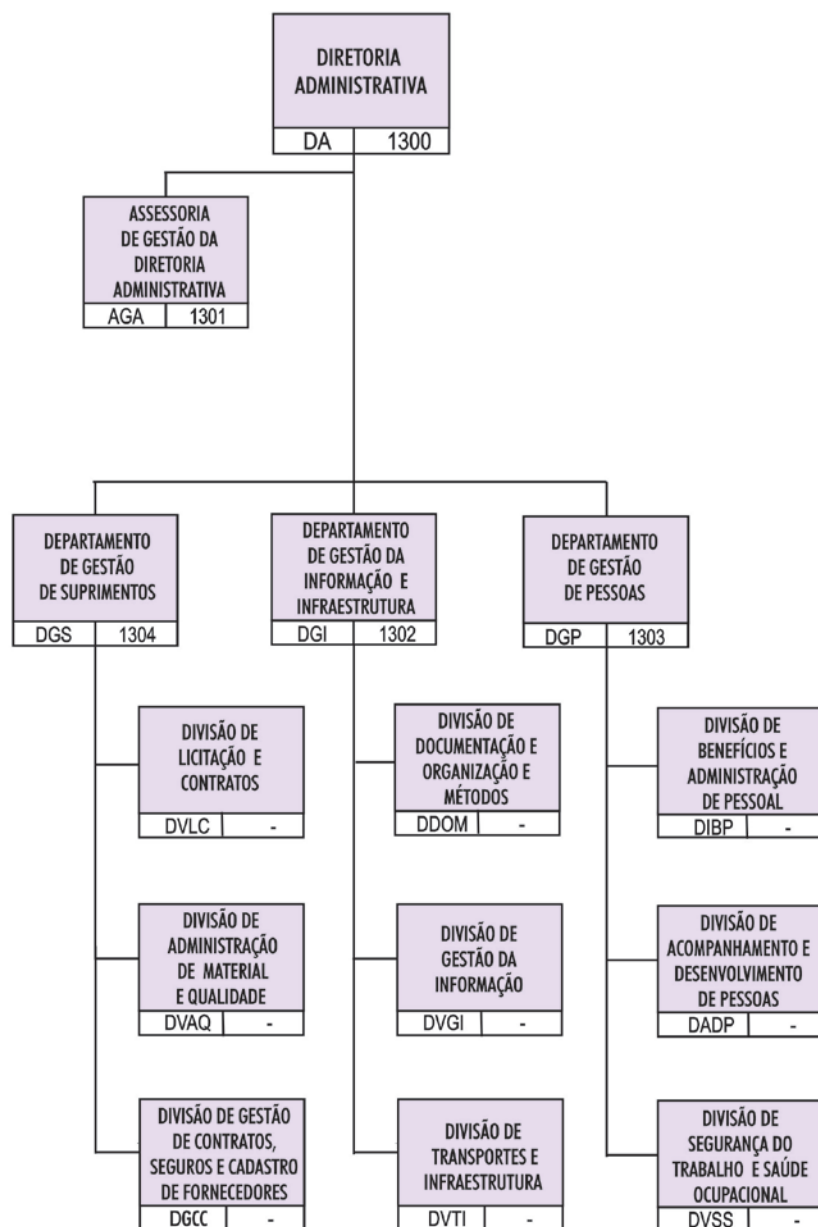 DIRETORIA
ADMINISTRATIVA
DA 1300
ASSESSORIA
DE GESTÃO DA
DIRETORIA
ADMINISTRATIVA
AGA 1301
DEPARTAMENTO
DE GESTÃO
DE SUPRIMENTOS
DGS 1304
DEPARTAMENTO
DE GESTÃO DA
INFORMAÇÃO E
INFRAESTRUTURA
DGI 1302
DEPARTAMENTO
DE GESTÃO
DE PESSOAS
DGP 1303
DIVISÃO DE
LICITAÇÃO E
CONTRATOS
DVLC -
DIVISÃO DE
DOCUMENTAÇÃO E
ORGANIZAÇÃO E
MÉTODOS
DDOM -
DIVISÃO DE
BENEFÍCIOS E
ADMINISTRAÇÃO
DE PESSOAL
DIBP -
DIVISÃO DE
ADMINISTRAÇÃO
DE MATERIAL
E QUALIDADE
DVAQ -
DIVISÃO DE
GESTÃO DA
INFORMAÇÃO
DVGI -
DIVISÃO DE
ACOMPANHAMENTO E
DESENVOLVIMENTO
DE PESSOAS
DADP -
DIVISÃO DE GESTÃO
DE CONTRATOS,
SEGUROS E CADASTRO
DE FORNECEDORES
DGCC -
DIVISÃO DE
TRANSPORTES E
INFRAESTRUTURA
DVTI -
DIVISÃO DE
SEGURANÇA DO
TRABALHO E SAÚDE
OCUPACIONAL
DVSS -